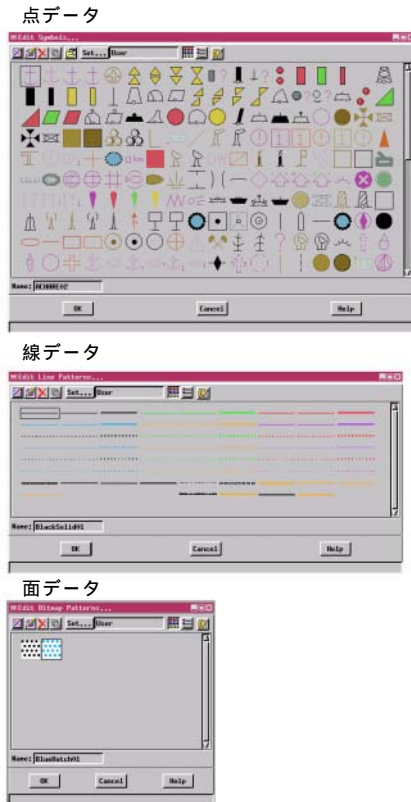 点データ
Edit Symbols...
Set... User
Name: ACHARE02
OK Cancel Help
線データ
Edit Line Patterns...
Set... User
Name: BlackSolid01
OK Cancel Help
面データ
Edit Bitmap Patterns...
Set... User
Name: BlueHatch01
OK Cancel Help